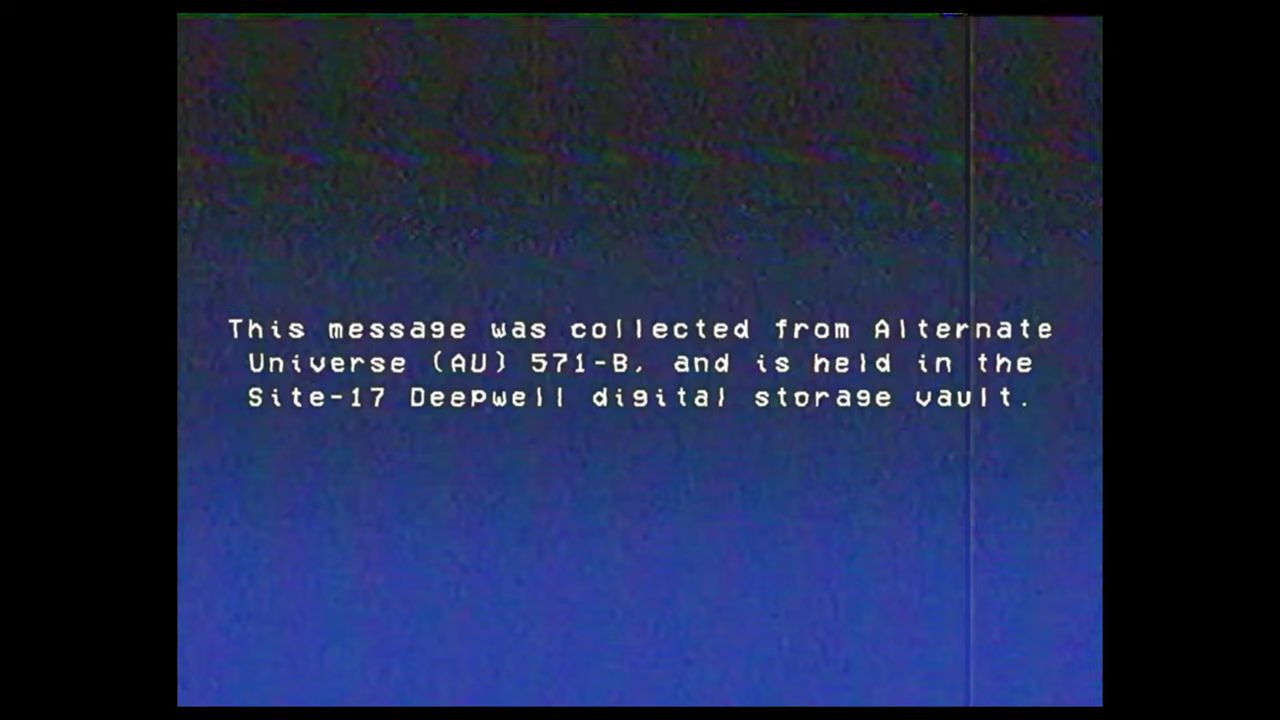 This message was collected from Alternate
Universe (AU) 571-B, and is held in the
Site-17 Deepwell digital storage vault.